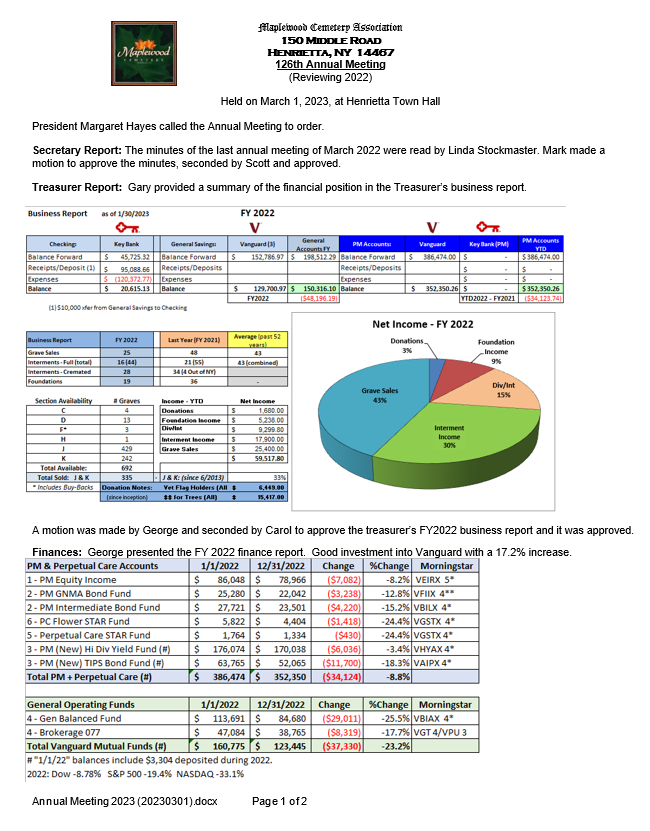 Maplewood
CEMETERY
Maplewood Cemetery Association
150 Middle Road
Henrietta, NY 14467
126th Annual Meeting
(Reviewing 2022)
Held on March 1, 2023, at Henrietta Town Hall
President Margaret Hayes called the Annual Meeting to order.
Secretary Report: The minutes of the last annual meeting of March 2022 were read by Linda Stockmaster. Mark made a
motion to approve the minutes, seconded by Scott and approved.
Treasurer Report: Gary provided a summary of the financial position in the Treasurer's business report.
Business Report as of 1/30/2023 FY 2022
Checking: Key Bank General Savings: Vanguard (3) General Accounts FY PM Accounts: Vanguard Key Bank (PM) PM Accounts YTD
Balance Forward $ 45,725.32 Balance Forward $ 152,786.97 $ 198,512.29 Balance Forward $ 386,474.00 $ - $ 386,474.00
Receipts/Deposit (1) $ 95,088.66 Receipts/Deposits Receipts/Deposits $ - $ -
Expenses $ (120,372.77) Expenses Expenses $ - $ -
Balance $ 20,615.13 Balance $ 129,700.97 $ 150,316.10 Balance $ 352,350.26 $ - $ 352,350.26
FY2022 ($48,196.19) YTD2022 - FY2021 ($34,123.74)
(1) $10,000 xfer from General Savings to Checking
Business Report FY 2022 Last Year (FY 2021) Average (past 52 years)
Grave Sales 25 48 43
Interments - Full (total) 16 (44) 21 (55) 43 (combined)
Interments - Cremated 28 34 (4 Out of NY)
Foundations 19 36 -
Section Availability # Graves Income - YTD Net Income
C 4 Donations $ 1,680.00
D 13 Foundation Income $ 5,238.00
F* 3 Div/Int $ 9,299.80
H 1 Interment Income $ 17,900.00
J 429 Grave Sales $ 25,400.00
K 242 $ 59,517.80
Total Available: 692
Total Sold: J & K 335 - J & K: (since 6/2013) 33%
* Includes Buy-Backs Donation Notes: Vet Flag Holders (All $ 6,449.00
(since inception) $$ for Trees (All) $ 15,417.00
Net Income - FY 2022
Donations
3%
Foundation
Income
9%
Div/Int
15%
Interment
Income
30%
Grave Sales
43%
A motion was made by George and seconded by Carol to approve the treasurer's FY2022 business report and it was approved.
Finances: George presented the FY 2022 finance report. Good investment into Vanguard with a 17.2% increase.
PM & Perpetual Care Accounts 1/1/2022 12/31/2022 Change %Change Morningstar
1 - PM Equity Income $ 86,048 $ 78,966 ($7,082) -8.2% VEIRX 5*
2 - PM GNMA Bond Fund $ 25,280 $ 22,042 ($3,238) -12.8% VFIIX 4**
2 - PM Intermediate Bond Fund $ 27,721 $ 23,501 ($4,220) -15.2% VBILX 4*
6 - PC Flower STAR Fund $ 5,822 $ 4,404 ($1,418) -24.4% VGSTX 4*
5 - Perpetual Care STAR Fund $ 1,764 $ 1,334 ($430) -24.4% VGSTX 4*
3 - PM (New) Hi Div Yield Fund (#) $ 176,074 $ 170,038 ($6,036) -3.4% VHYAX 4*
3 - PM (New) TIPS Bond Fund (#) $ 63,765 $ 52,065 ($11,700) -18.3% VAIPX 4*
Total PM + Perpetual Care (#) $ 386,474 $ 352,350 ($34,124) -8.8%
General Operating Funds 1/1/2022 12/31/2022 Change %Change Morningstar
4 - Gen Balanced Fund $ 113,691 $ 84,680 ($29,011) -25.5% VBIAX 4*
4 - Brokerage 077 $ 47,084 $ 38,765 ($8,319) -17.7% VGT 4/VPU 3
Total Vanguard Mutual Funds (#) $ 160,775 $ 123,445 ($37,330) -23.2%
# "1/1/22" balances include $3,304 deposited during 2022.
2022: Dow -8.78% S&P 500 -19.4% NASDAQ -33.1%
Annual Meeting 2023 (20230301).docx Page 1 of 2